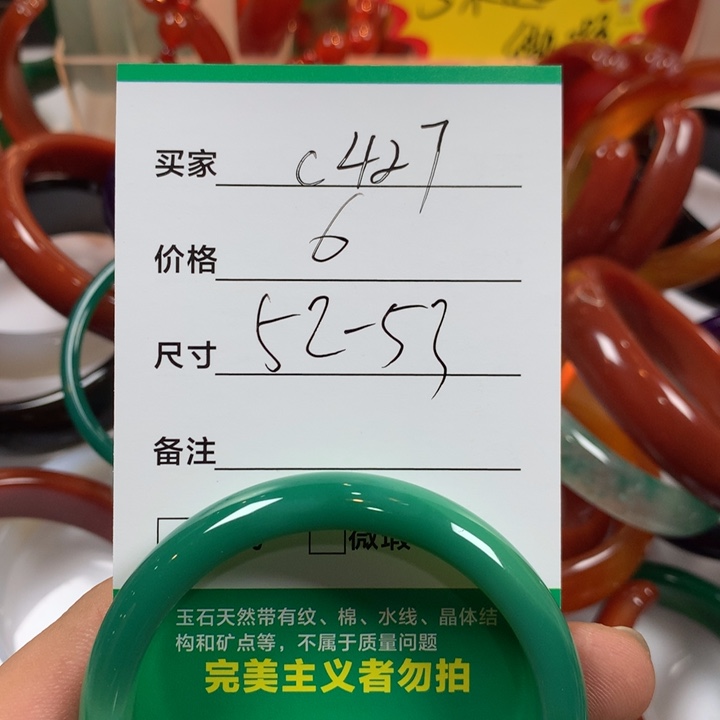 买家 c427
价格 6
尺寸 52-53
备注
微瑕
玉石天然带有纹、棉、水线、晶体结
构和矿点等，不属于质量问题
完美主义者勿拍